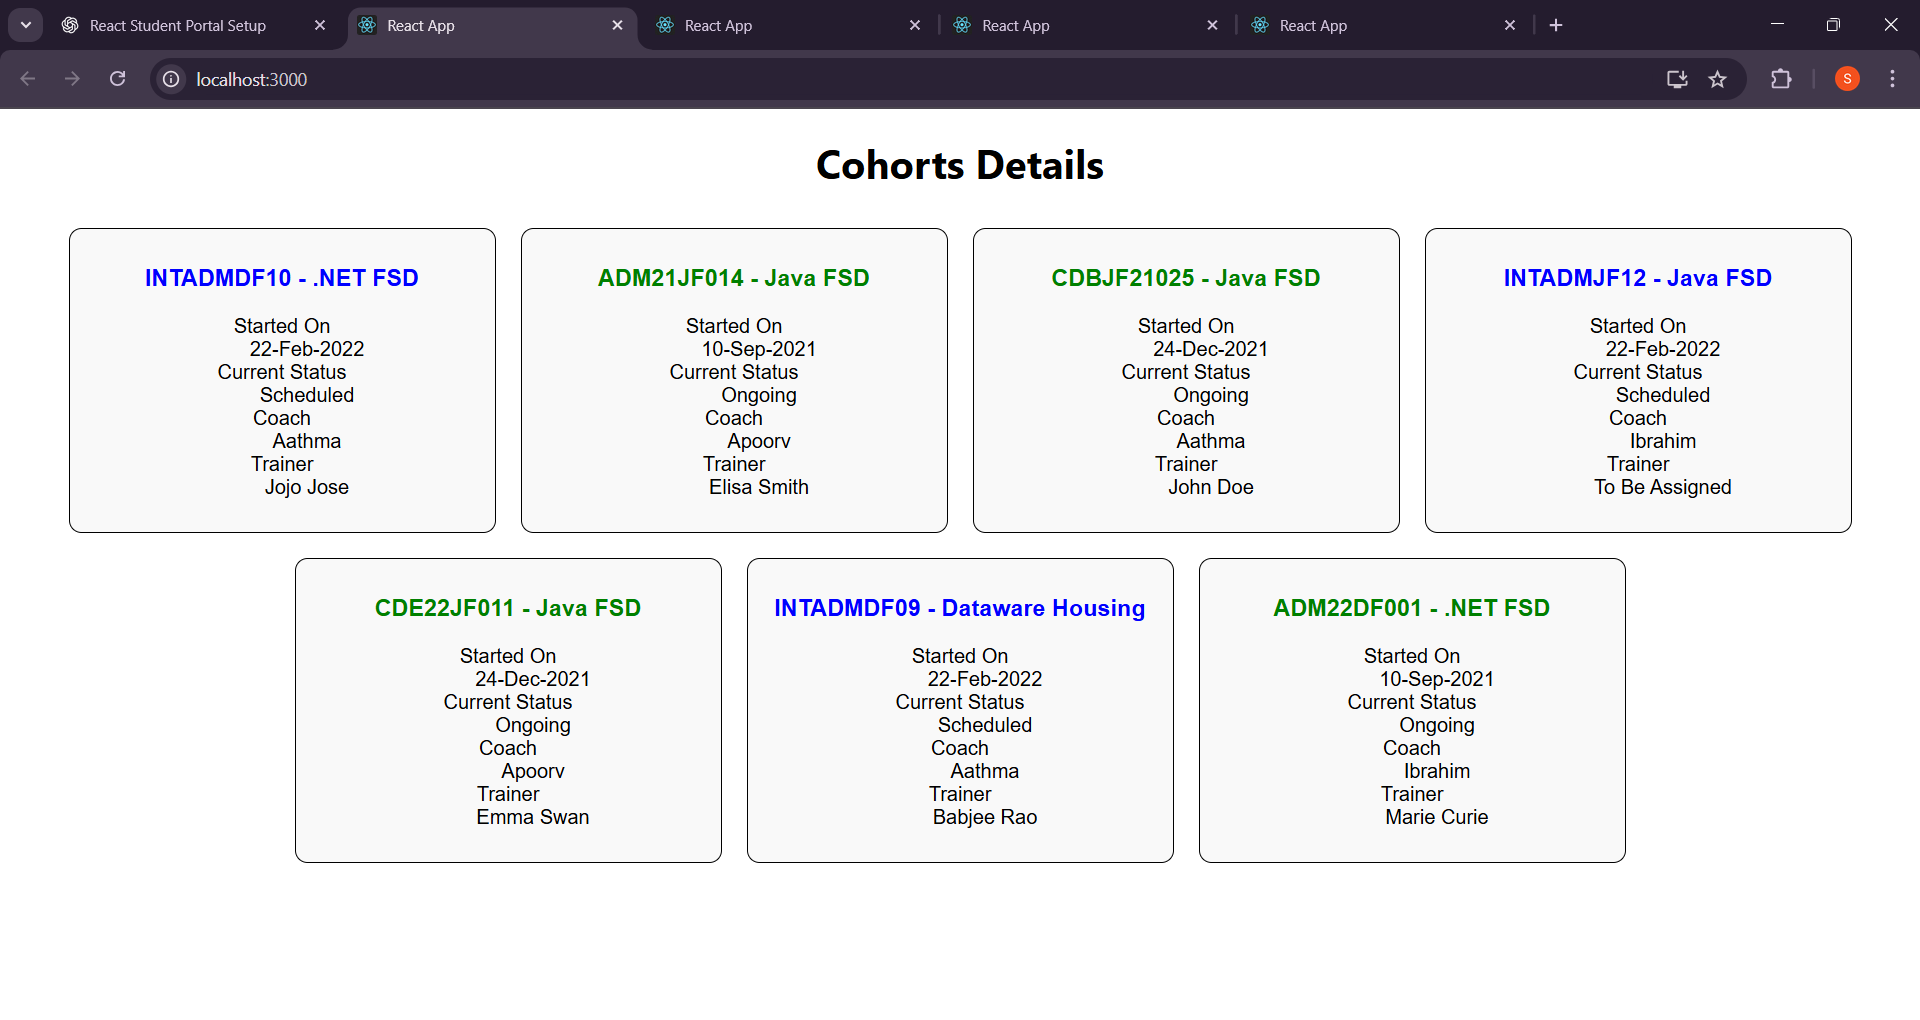 React Student Portal Setup
React App
React App
React App
React App
localhost:3000
S
Cohorts Details
INTADMDF10 - .NET FSD
Started On
22-Feb-2022
Current Status
Scheduled
Coach
Aathma
Trainer
Jojo Jose
ADM21JF014 - Java FSD
Started On
10-Sep-2021
Current Status
Ongoing
Coach
Apoorv
Trainer
Elisa Smith
CDBJF21025 - Java FSD
Started On
24-Dec-2021
Current Status
Ongoing
Coach
Aathma
Trainer
John Doe
INTADMJF12 - Java FSD
Started On
22-Feb-2022
Current Status
Scheduled
Coach
Ibrahim
Trainer
To Be Assigned
CDE22JF011 - Java FSD
Started On
24-Dec-2021
Current Status
Ongoing
Coach
Apoorv
Trainer
Emma Swan
INTADMDF09 - Dataware Housing
Started On
22-Feb-2022
Current Status
Scheduled
Coach
Aathma
Trainer
Babjee Rao
ADM22DF001 - .NET FSD
Started On
10-Sep-2021
Current Status
Ongoing
Coach
Ibrahim
Trainer
Marie Curie